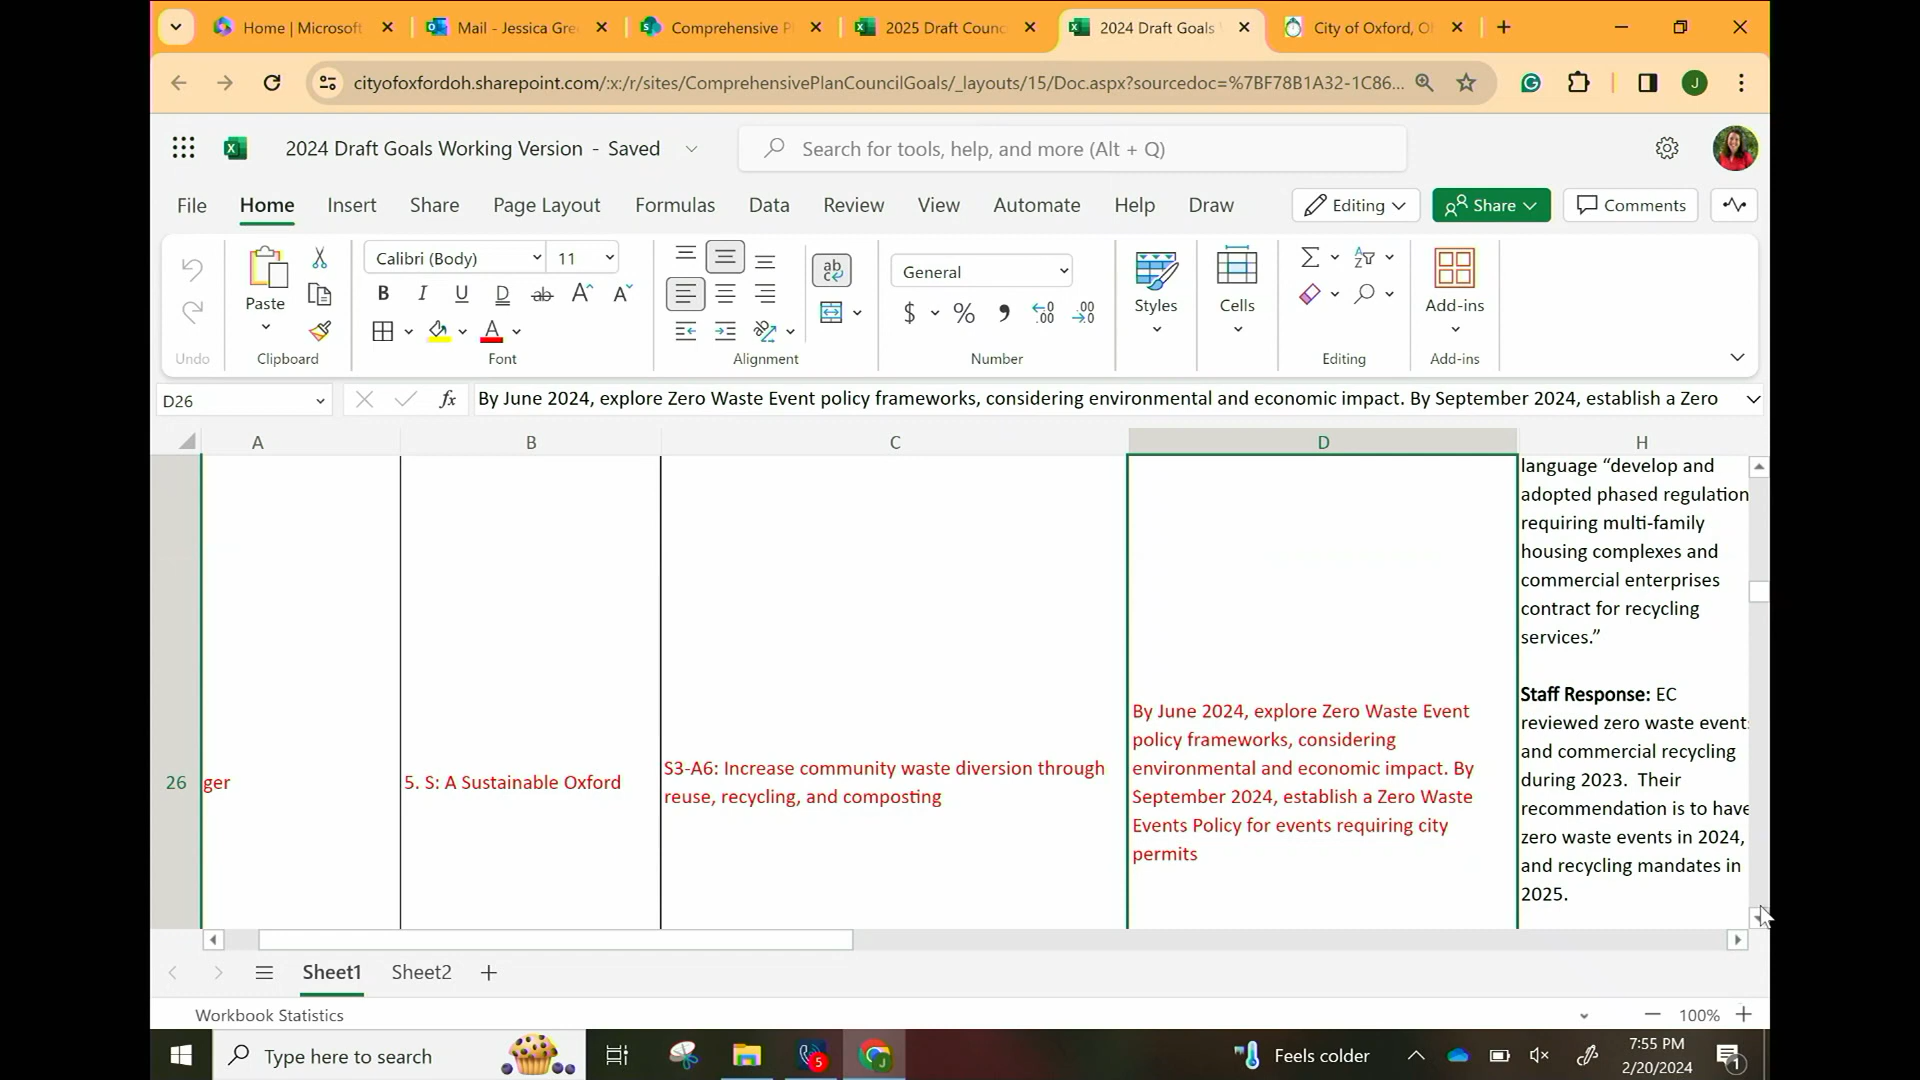 Home | Microsoft
Mail - Jessica Gre
Comprehensive P
2025 Draft Counc
2024 Draft Goals
City of Oxford, O
cityofoxfordoh.sharepoint.com/:x:/r/sites/ComprehensivePlanCouncilGoals/_layouts/15/Doc.aspx?sourcedoc=%7BF78B1A32-1C86...
J
2024 Draft Goals Working Version - Saved
Search for tools, help, and more (Alt + Q)
File Home Insert Share Page Layout Formulas Data Review View Automate Help Draw Editing Share Comments
Calibri (Body) 11
General
Paste
Styles
Cells
Add-ins
Undo Clipboard Font Alignment Number Editing Add-ins
D26
fx
By June 2024, explore Zero Waste Event policy frameworks, considering environmental and economic impact. By September 2024, establish a Zero
A B C D H
language “develop and
adopted phased regulation
requiring multi-family
housing complexes and
commercial enterprises
contract for recycling
services.”
26
ger
5. S: A Sustainable Oxford
S3-A6: Increase community waste diversion through
reuse, recycling, and composting
By June 2024, explore Zero Waste Event
policy frameworks, considering
environmental and economic impact. By
September 2024, establish a Zero Waste
Events Policy for events requiring city
permits
Staff Response: EC
reviewed zero waste event
and commercial recycling
during 2023. Their
recommendation is to have
zero waste events in 2024,
and recycling mandates in
2025.
Sheet1 Sheet2
Workbook Statistics
100%
Type here to search
5
Feels colder
7:55 PM
2/20/2024
1